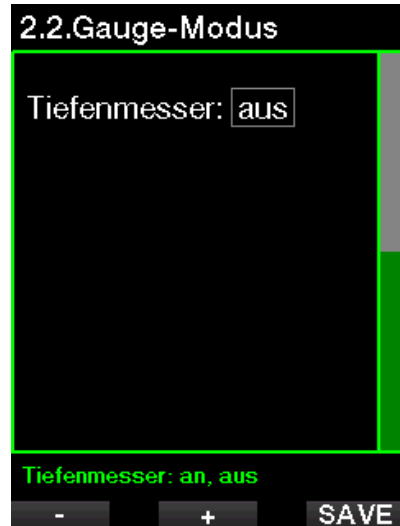 2.2.Gauge-Modus
Tiefenmesser: aus
Tiefenmesser: an, aus
- + SAVE